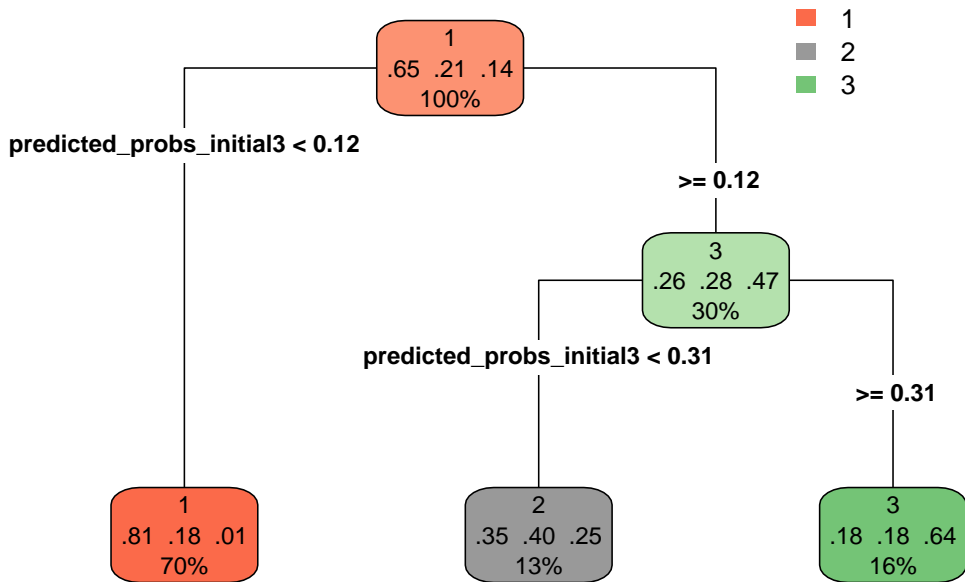 1
2
3
1
.65 .21 .14
100%
predicted_probs_initial3 < 0.12
>= 0.12
3
.26 .28 .47
30%
predicted_probs_initial3 < 0.31
>= 0.31
1
.81 .18 .01
70%
2
.35 .40 .25
13%
3
.18 .18 .64
16%